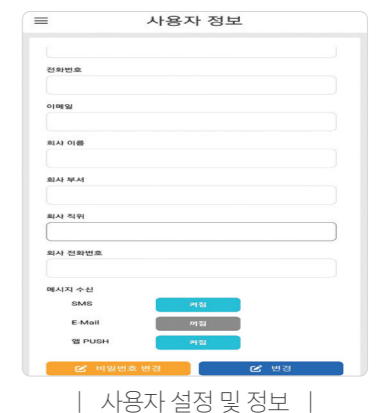 사용자 정보
전화번호
이메일
회사 이름
회사 부서
회사 직위
회사 전화번호
메시지 수신
SMS 켜짐
E-Mail 꺼짐
앱 PUSH 켜짐
비밀번호 변경 변경
| 사용자 설정 및 정보 |